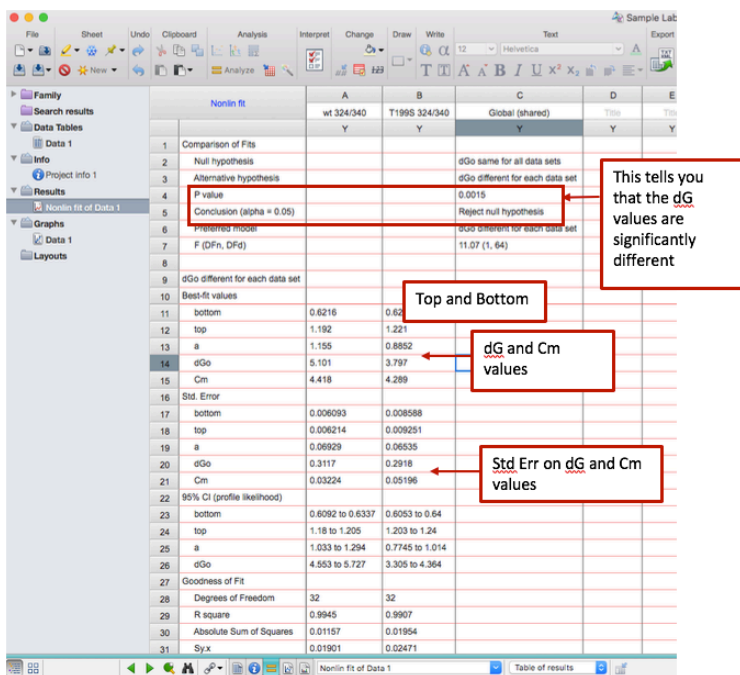 Sample Lab
File Sheet Undo Clipboard Analysis Interpret Change Draw Write Text Export
New Analyze 12 Helvetica
Family
Search results
Data Tables
Data 1
Info
Project info 1
Results
Nonlin fit of Data 1
Graphs
Data 1
Layouts
Nonlin fit A B C D E
wt 324/340 T199S 324/340 Global (shared) Title
Y Y Y Y Y
1 Comparison of Fits
2 Null hypothesis dGo same for all data sets
3 Alternative hypothesis dGo different for each data set
4 P value 0.0015
5 Conclusion (alpha = 0.05) Reject null hypothesis
6 Preferred model dGo different for each data set
7 F (DFn, DFd) 11.07 (1, 64)
8
9 dGo different for each data set
10 Best-fit values
11 bottom 0.6216
12 top 1.192 1.221
13 a 1.155 0.8852
14 dGo 5.101 3.797
15 Cm 4.418 4.289
16 Std. Error
17 bottom 0.006093 0.008588
18 top 0.006214 0.009251
19 a 0.06929 0.06535
20 dGo 0.3117 0.2918
21 Cm 0.03224 0.05196
22 95% CI (profile likelihood)
23 bottom 0.6092 to 0.6337 0.6053 to 0.64
24 top 1.18 to 1.205 1.203 to 1.24
25 a 1.033 to 1.294 0.7745 to 1.014
26 dGo 4.553 to 5.727 3.305 to 4.364
27 Goodness of Fit
28 Degrees of Freedom 32 32
29 R square 0.9945 0.9907
30 Absolute Sum of Squares 0.01157 0.01954
31 Sy.x 0.01901 0.02471
This tells you
that the dG
values are
significantly
different
Top and Bottom
dG and Cm
values
Std Err on dG and Cm
values
Nonlin fit of Data 1 Table of results